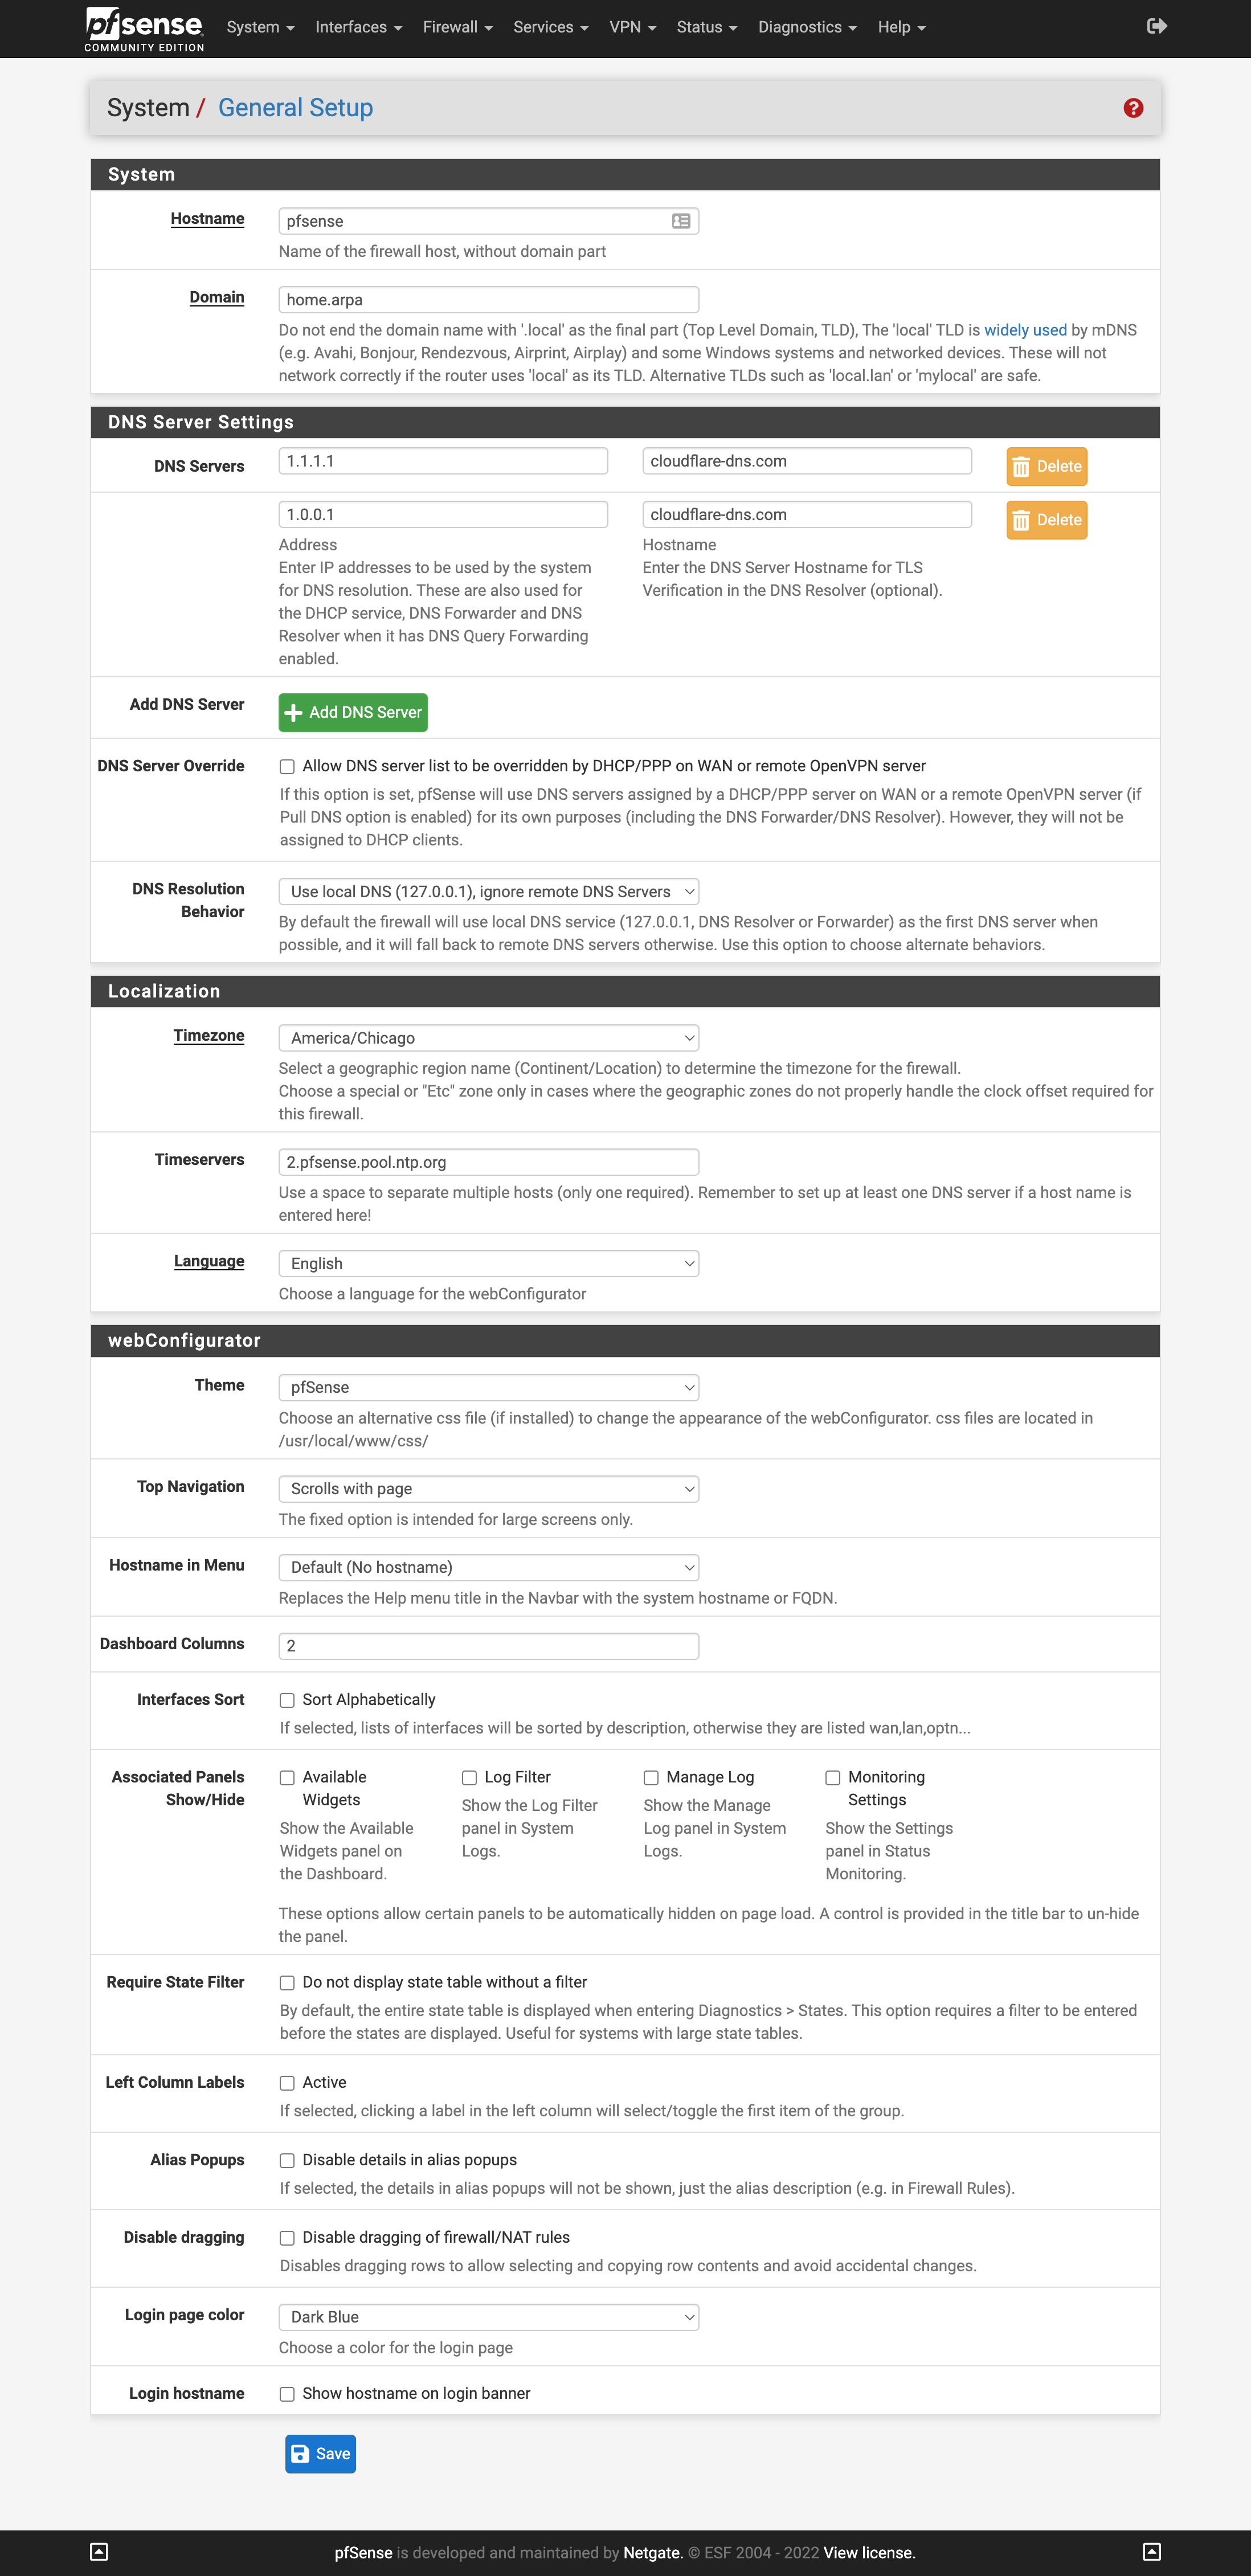 pfsense
COMMUNITY EDITION
System Interfaces Firewall Services VPN Status Diagnostics Help
System / General Setup
System
Hostname pfsense
Name of the firewall host, without domain part
Domain home.arpa
Do not end the domain name with '.local' as the final part (Top Level Domain, TLD), The 'local' TLD is widely used by mDNS
(e.g. Avahi, Bonjour, Rendezvous, Airprint, Airplay) and some Windows systems and networked devices. These will not
network correctly if the router uses 'local' as its TLD. Alternative TLDs such as 'local.lan' or 'mylocal' are safe.
DNS Server Settings
DNS Servers 1.1.1.1 cloudflare-dns.com Delete
1.0.0.1 cloudflare-dns.com Delete
Address
Enter IP addresses to be used by the system
for DNS resolution. These are also used for
the DHCP service, DNS Forwarder and DNS
Resolver when it has DNS Query Forwarding
enabled.
Hostname
Enter the DNS Server Hostname for TLS
Verification in the DNS Resolver (optional).
Add DNS Server Add DNS Server
DNS Server Override Allow DNS server list to be overridden by DHCP/PPP on WAN or remote OpenVPN server
If this option is set, pfSense will use DNS servers assigned by a DHCP/PPP server on WAN or a remote OpenVPN server (if
Pull DNS option is enabled) for its own purposes (including the DNS Forwarder/DNS Resolver). However, they will not be
assigned to DHCP clients.
DNS Resolution
Behavior
Use local DNS (127.0.0.1), ignore remote DNS Servers
By default the firewall will use local DNS service (127.0.0.1, DNS Resolver or Forwarder) as the first DNS server when
possible, and it will fall back to remote DNS servers otherwise. Use this option to choose alternate behaviors.
Localization
Timezone America/Chicago
Select a geographic region name (Continent/Location) to determine the timezone for the firewall.
Choose a special or "Etc" zone only in cases where the geographic zones do not properly handle the clock offset required for
this firewall.
Timeservers 2.pfsense.pool.ntp.org
Use a space to separate multiple hosts (only one required). Remember to set up at least one DNS server if a host name is
entered here!
Language English
Choose a language for the webConfigurator
webConfigurator
Theme pfSense
Choose an alternative css file (if installed) to change the appearance of the webConfigurator. css files are located in
/usr/local/www/css/
Top Navigation Scrolls with page
The fixed option is intended for large screens only.
Hostname in Menu Default (No hostname)
Replaces the Help menu title in the Navbar with the system hostname or FQDN.
Dashboard Columns 2
Interfaces Sort Sort Alphabetically
If selected, lists of interfaces will be sorted by description, otherwise they are listed wan,lan,optn...
Associated Panels
Show/Hide
Available
Widgets
Show the Available
Widgets panel on
the Dashboard.
Log Filter
Show the Log Filter
panel in System
Logs.
Manage Log
Show the Manage
Log panel in System
Logs.
Monitoring
Settings
Show the Settings
panel in Status
Monitoring.
These options allow certain panels to be automatically hidden on page load. A control is provided in the title bar to un-hide
the panel.
Require State Filter Do not display state table without a filter
By default, the entire state table is displayed when entering Diagnostics > States. This option requires a filter to be entered
before the states are displayed. Useful for systems with large state tables.
Left Column Labels Active
If selected, clicking a label in the left column will select/toggle the first item of the group.
Alias Popups Disable details in alias popups
If selected, the details in alias popups will not be shown, just the alias description (e.g. in Firewall Rules).
Disable dragging Disable dragging of firewall/NAT rules
Disables dragging rows to allow selecting and copying row contents and avoid accidental changes.
Login page color Dark Blue
Choose a color for the login page
Login hostname Show hostname on login banner
Save
pfSense is developed and maintained by Netgate. © ESF 2004 - 2022 View license.